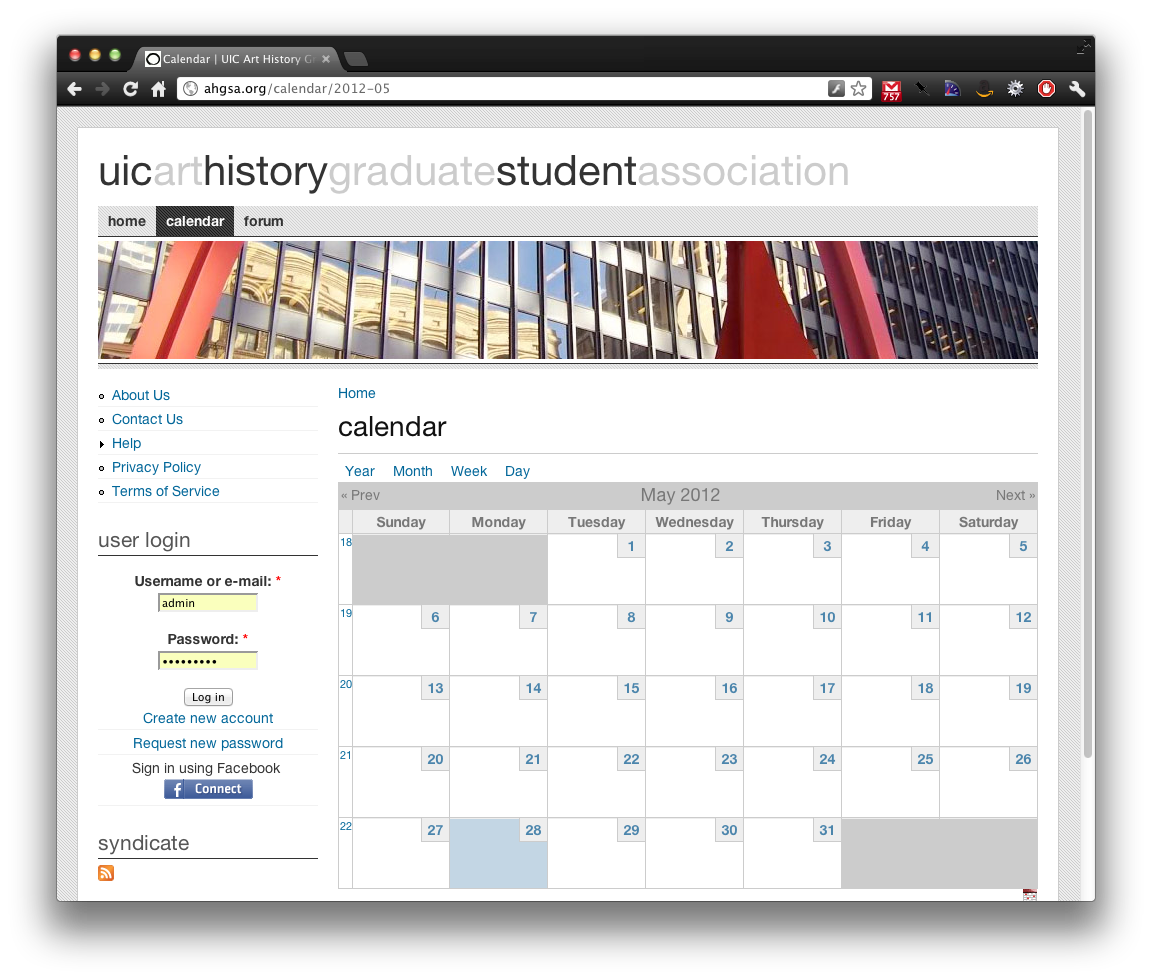 Calendar | UIC Art History Gr
ahgsa.org/calendar/2012-05
757
uicarthistorygraduatestudentassociation
home calendar forum
About Us
Contact Us
Help
Privacy Policy
Terms of Service
user login
Username or e-mail: *
admin
Password: *
•••••••••
Log in
Create new account
Request new password
Sign in using Facebook
f Connect
syndicate
Home
calendar
Year Month Week Day
« Prev May 2012 Next »
Sunday Monday Tuesday Wednesday Thursday Friday Saturday
18 1 2 3 4 5
19 6 7 8 9 10 11 12
20 13 14 15 16 17 18 19
21 20 21 22 23 24 25 26
22 27 28 29 30 31